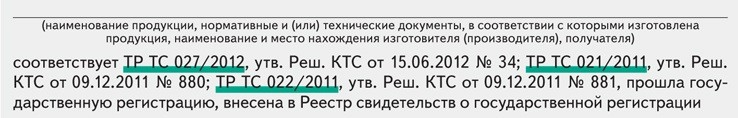 (наименование продукции, нормативные и (или) технические документы, в соответствии с которыми изготовлена
продукция, наименование и место нахождения изготовителя (производителя), получателя)
соответствует ТР ТС 027/2012, утв. Реш. КТС от 15.06.2012 № 34; ТР ТС 021/2011, утв. Реш.
КТС от 09.12.2011 № 880; ТР ТС 022/2011, утв. Реш. КТС от 09.12.2011 № 881, прошла госу-
дарственную регистрацию, внесена в Реестр свидетельств о государственной регистрации